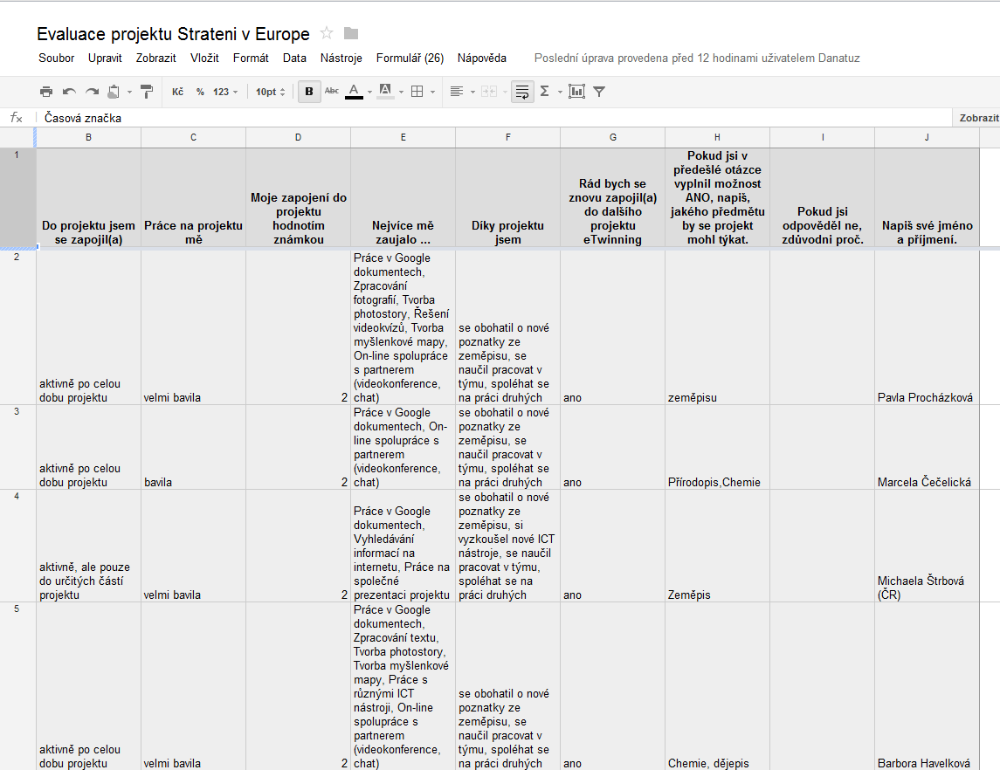 Evaluace projektu Strateni v Europe
Soubor Upravit Zobrazit Vložit Formát Data Nástroje Formulář (26) Nápověda Poslední úprava provedena před 12 hodinami uživatelem Danatuz
Kč % 123 10pt B Abc A A Σ
fx Časová značka Zobrazit
B C D E F G H I J
1
Do projektu jsem
se zapojil(a)
Práce na projektu
mě
Moje zapojení do
projektu
hodnotím
známkou
Nejvíce mě
zaujalo ...
Díky projektu
jsem
Rád bych se
znovu zapojil(a)
do dalšího
projektu
eTwinning
Pokud jsi v
předešlé otázce
vyplnil možnost
ANO, napiš,
jakého předmětu
by se projekt
mohl týkat.
Pokud jsi
odpověděl ne,
zdůvodni proč.
Napiš své jméno
a příjmení.
2
aktivně po celou
dobu projektu
velmi bavila
2
Práce v Google
dokumentech,
Zpracování
fotografií, Tvorba
photostory, Řešení
videokvízů, Tvorba
myšlenkové mapy,
On-line spolupráce
s partnerem
(videokonference,
chat)
se obohatil o nové
poznatky ze
zeměpisu, se
naučil pracovat v
týmu, spoléhat se
na práci druhých
ano
zeměpisu
Pavla Procházková
3
aktivně po celou
dobu projektu
bavila
2
Práce v Google
dokumentech, On-
line spolupráce s
partnerem
(videokonference,
chat)
se obohatil o nové
poznatky ze
zeměpisu, se
naučil pracovat v
týmu, spoléhat se
na práci druhých
ano
Přírodopis,Chemie
Marcela Čečelická
4
aktivně, ale pouze
do určitých částí
projektu
velmi bavila
2
Práce v Google
dokumentech,
Vyhledávání
informací na
internetu, Práce na
společné
prezentaci projektu
se obohatil o nové
poznatky ze
zeměpisu, si
vyzkoušel nové ICT
nástroje, se naučil
pracovat v týmu,
spoléhat se na
práci druhých
ano
Zeměpis
Michaela Štrbová
(ČR)
5
aktivně po celou
dobu projektu
velmi bavila
2
Práce v Google
dokumentech,
Zpracování textu,
Tvorba photostory,
Tvorba myšlenkové
mapy, Práce s
různými ICT
nástroji, On-line
spolupráce s
partnerem
(videokonference,
chat)
se obohatil o nové
poznatky ze
zeměpisu, se
naučil pracovat v
týmu, spoléhat se
na práci druhých
ano
Chemie, dějepis
Barbora Havelková